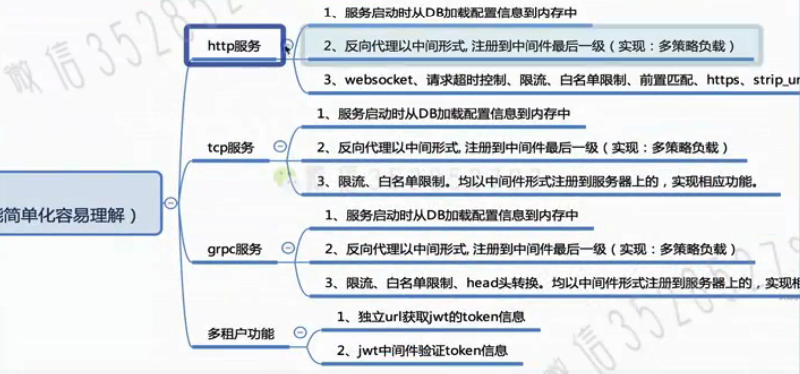 1、服务启动时从DB加载配置信息到内存中
http服务
2、反向代理以中间形式, 注册到中间件最后一级（实现：多策略负载）
3、websocket、请求超时控制、限流、白名单限制、前置匹配、https、strip_ur
1、服务启动时从DB加载配置信息到内存中
tcp服务
2、反向代理以中间形式, 注册到中间件最后一级（实现：多策略负载）
3、限流、白名单限制。均以中间件形式注册到服务器上的，实现相应功能。
能简单化容易理解）
1、服务启动时从DB加载配置信息到内存中
grpc服务
2、反向代理以中间形式, 注册到中间件最后一级（实现：多策略负载）
3、限流、白名单限制、head头转换。均以中间件形式注册到服务器上的，实现相
多租户功能
1、独立url获取jwt的token信息
2、jwt中间件验证token信息